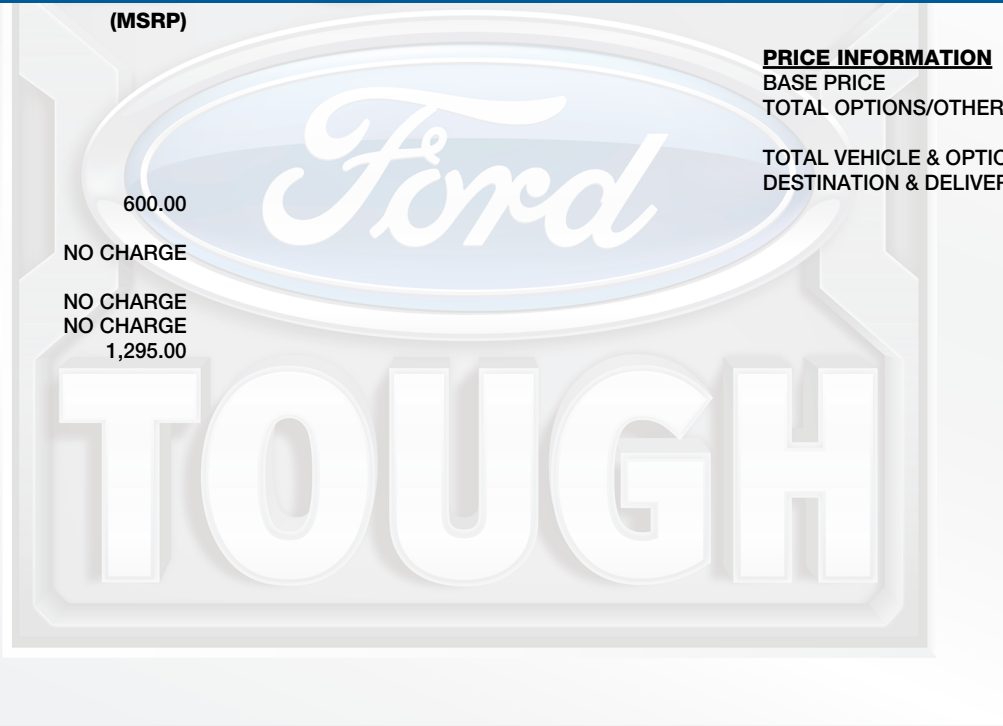 (MSRP)
PRICE INFORMATION
BASE PRICE
TOTAL OPTIONS/OTHER
TOTAL VEHICLE & OPTIO
DESTINATION & DELIVER
600.00
NO CHARGE
NO CHARGE
NO CHARGE
1,295.00
Ford
TOUGH